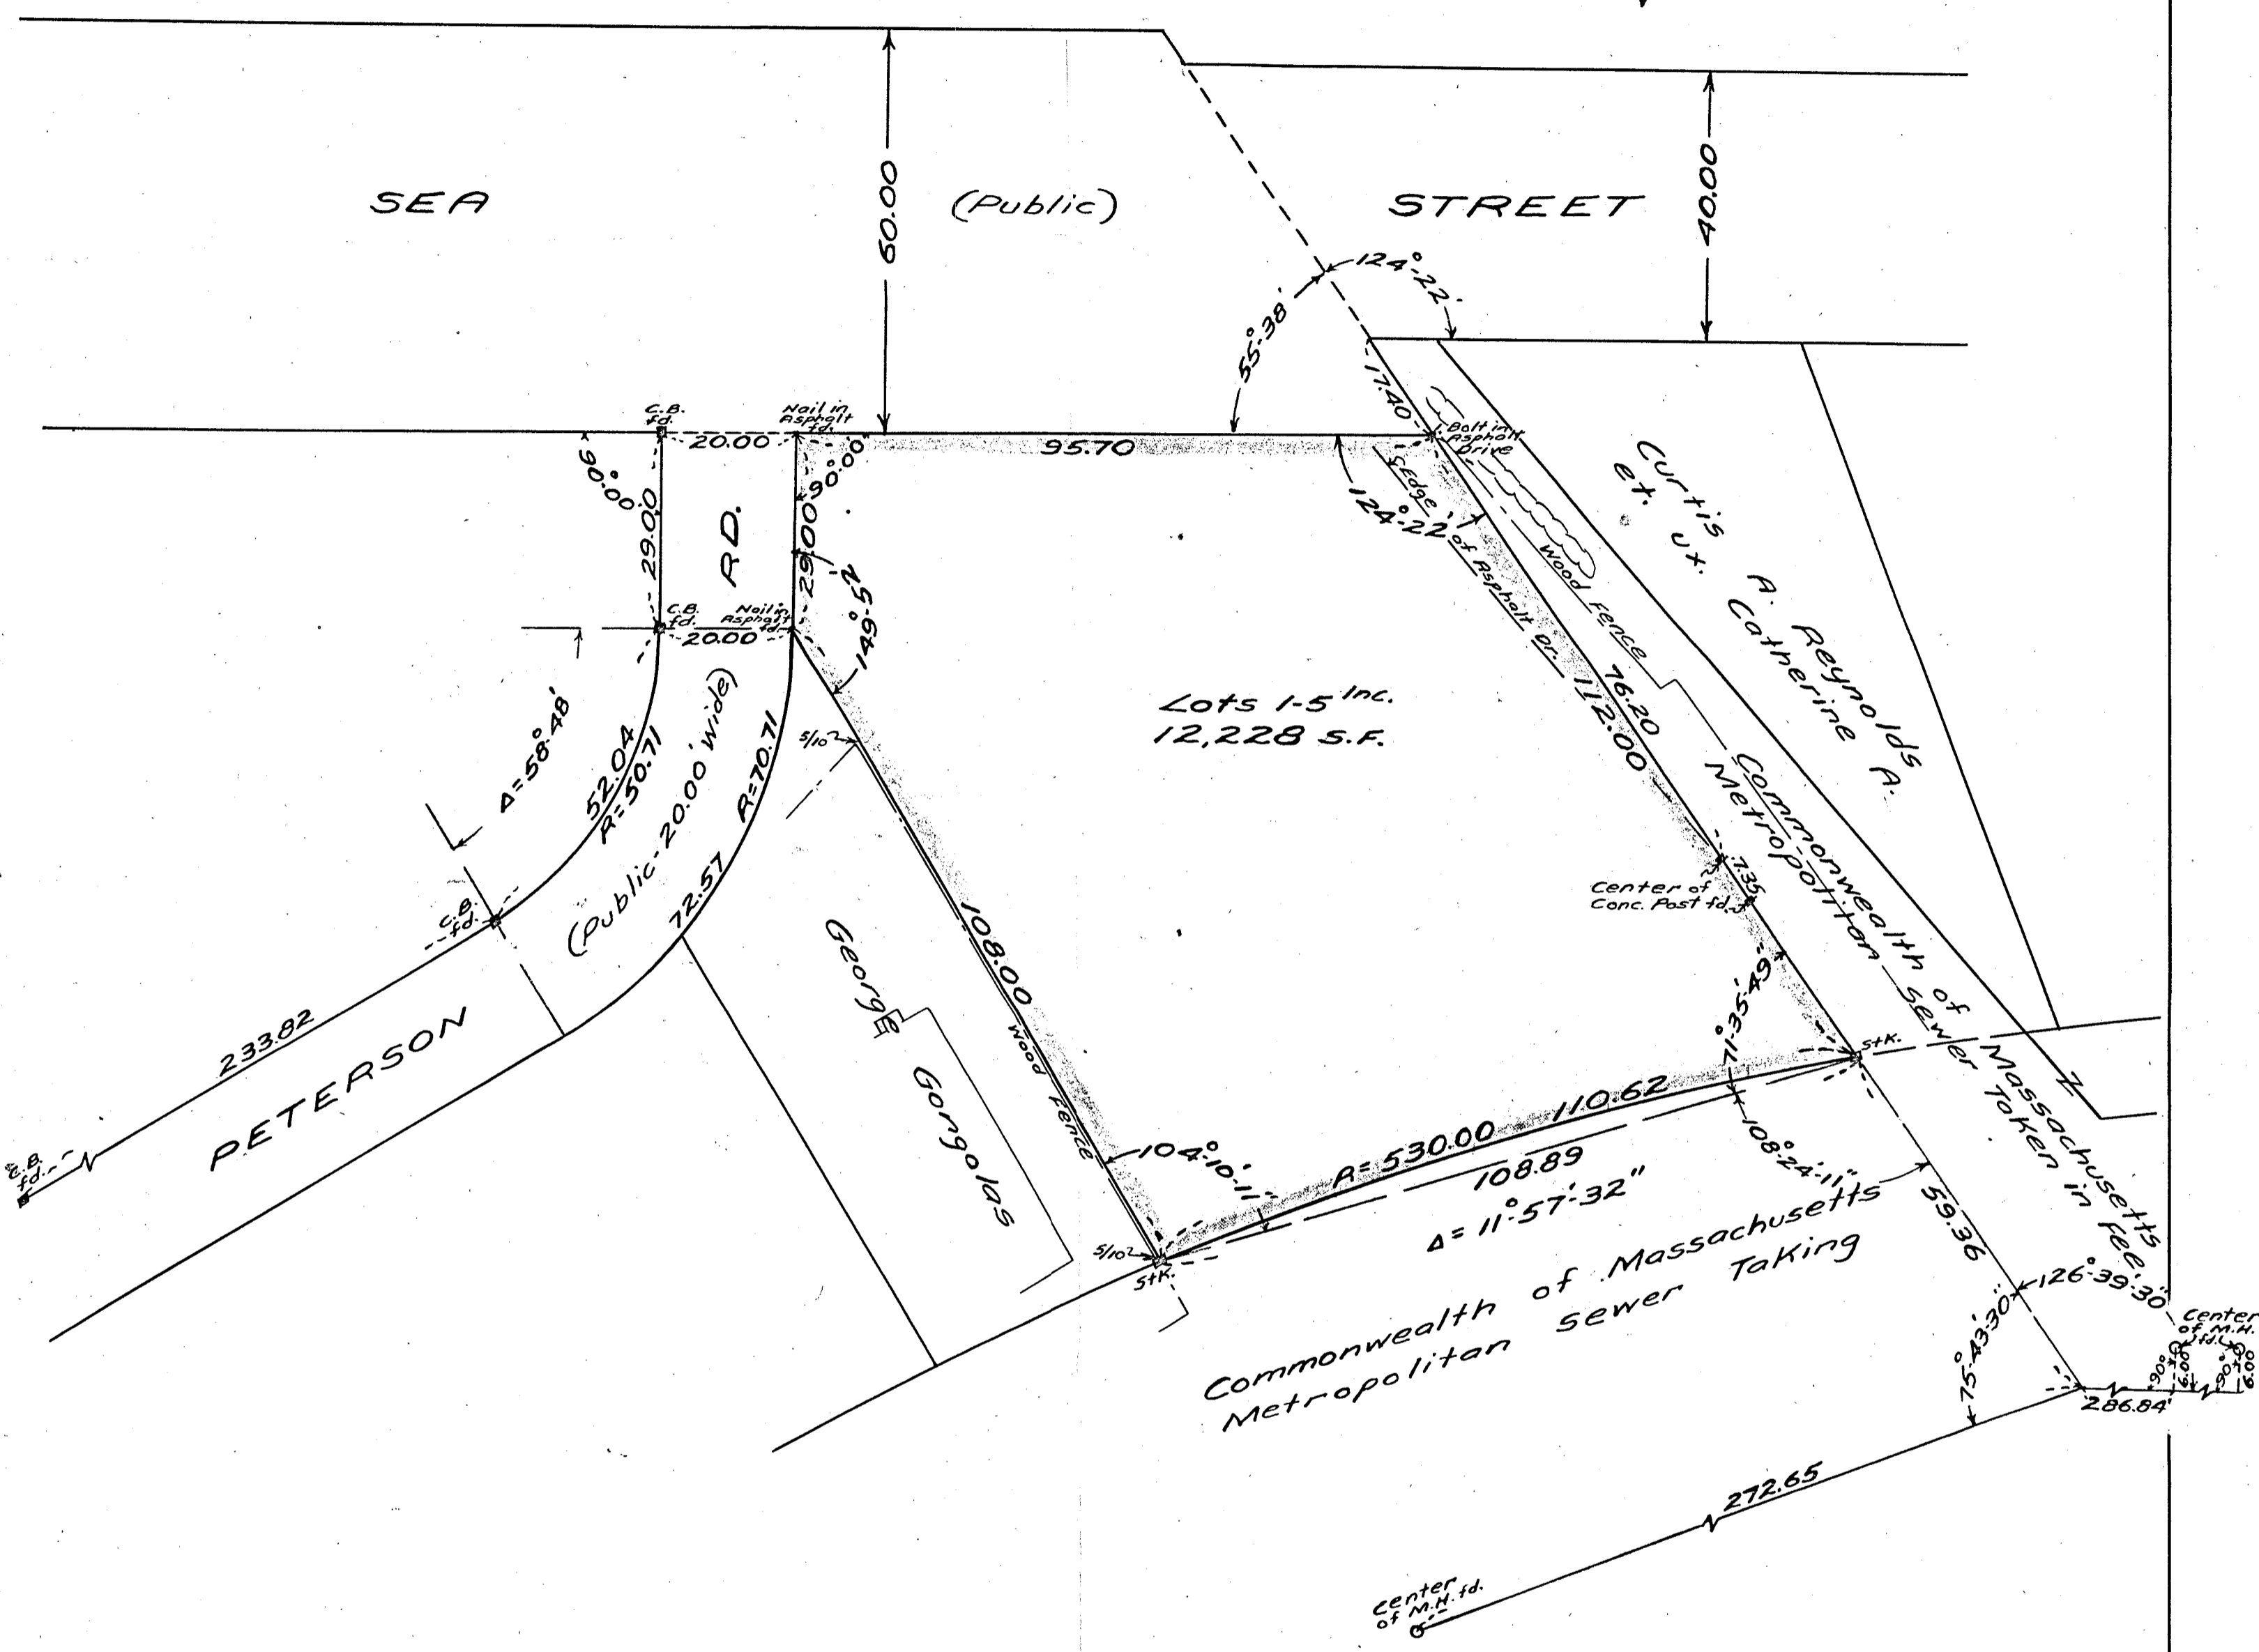 SEA
(Public)
STREET
60.00
40.00
124°-22'
55°-38'
17.40
C.B.
fd.
Nail in
Asphalt
fd.
20.00
95.70
Bolt in
Asphalt
Drive
90°-00'
90°-00'
29.00
29.00
RD.
149°-52'
124°-22'
Edge of Asphalt Dr.
Wood Fence
Curtis A. Reynolds
et. ux. Catherine A.
C.B.
fd.
Nail in
Asphalt
fd.
20.00
Δ=58°-48'
52.04
R=50.71
(Public-20.00' wide)
R=70.71
72.57
5/10²
Lots 1-5 Inc.
12,228 S.F.
76.20
112.00
7.35
Center of
Conc. Post fd.
Commonwealth of Massachusetts
Metropolitan Sewer Taken in Fee
C.B.
fd.
233.82
PETERSON
C.B.
fd.
George Gongolas
108.00
Wood Fence
71°-35'-49"
Stk.
104°-10'-11"
R=530.00 110.62
108.89
Δ=11°-57'-32"
108°-24'-11"
5/10²
Stk.
59.36
Commonwealth of Massachusetts
Metropolitan Sewer Taking
126°-39'-30"
75°-43'-30"
Center
of M.H.
fd.
90°
6.00
90°
6.00
286.84'
272.65
Center
of M.H. fd.